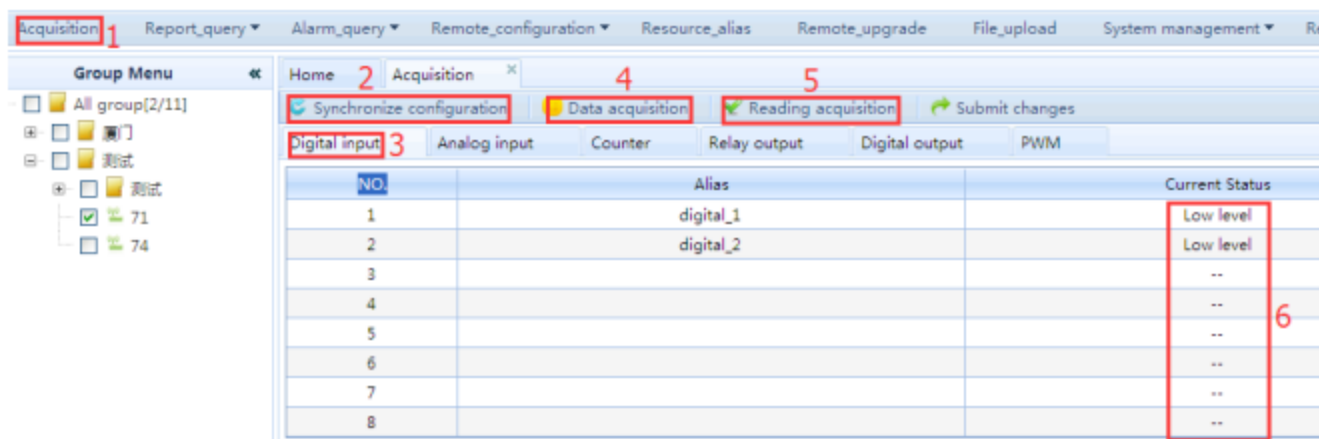 Acquisition 1 Report_query Alarm_query Remote_configuration Resource_alias Remote_upgrade File_upload System management
Group Menu
All group[2/11]
厦门
测试
测试
71
74
Home 2 Acquisition 4 5
Synchronize configuration Data acquisition Reading acquisition Submit changes
Digital input 3 Analog input Counter Relay output Digital output PWM
NO. Alias Current Status
1 digital_1 Low level
2 digital_2 Low level
3 --
4 --
5 --
6 --
7 --
8 --
6